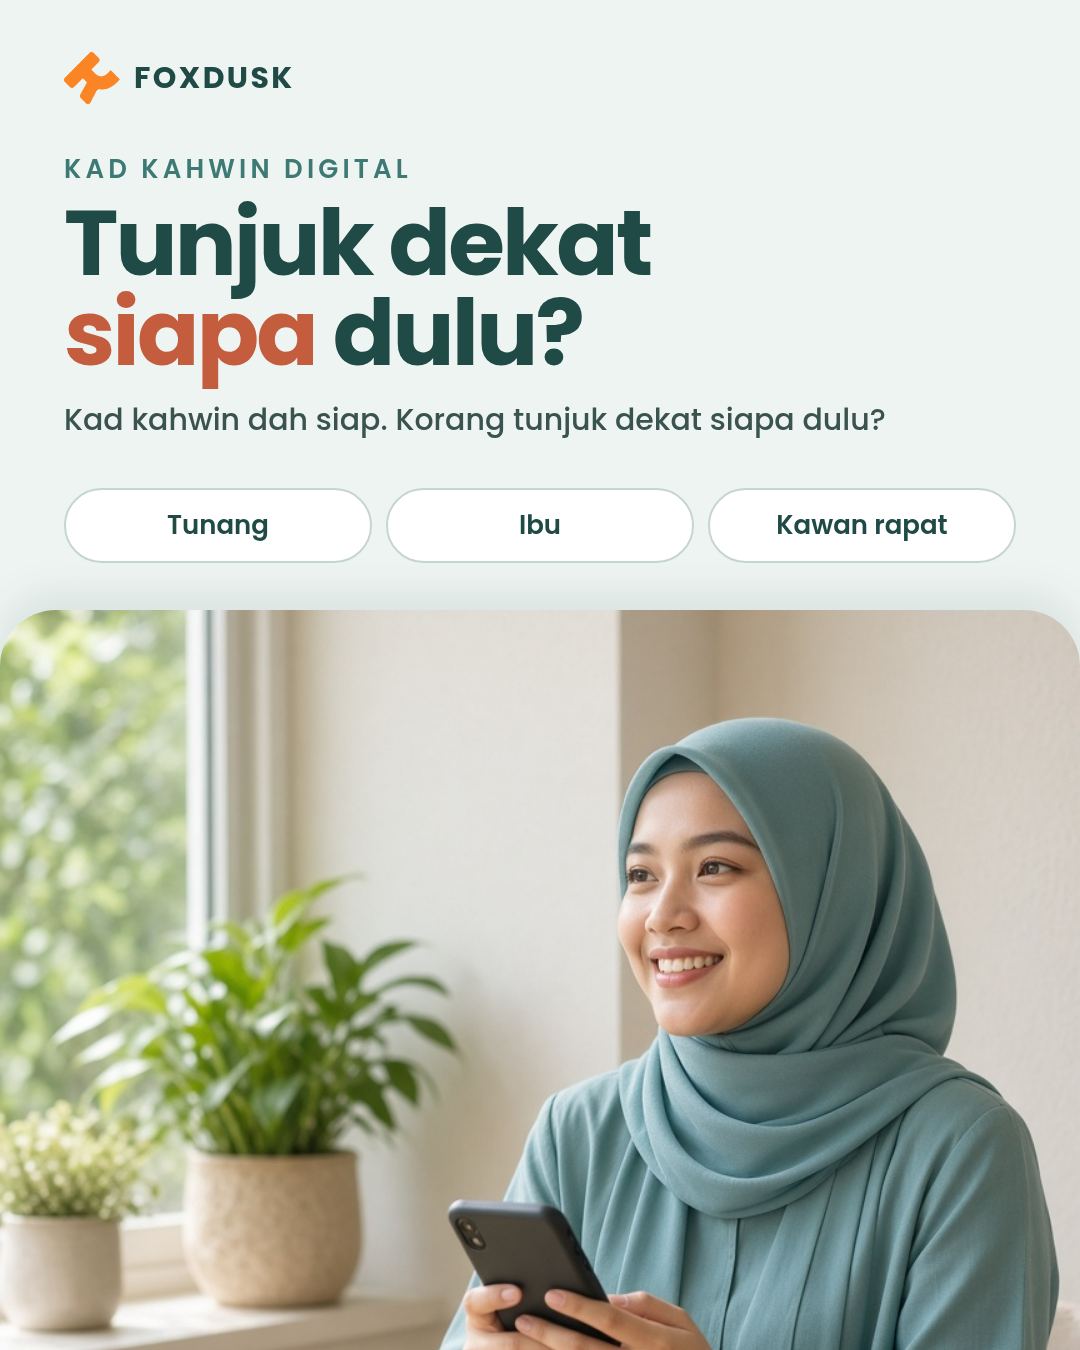 FOXDUSK
KAD KAHWIN DIGITAL
Tunjuk dekat
siapa dulu?
Kad kahwin dah siap. Korang tunjuk dekat siapa dulu?
Tunang
Ibu
Kawan rapat